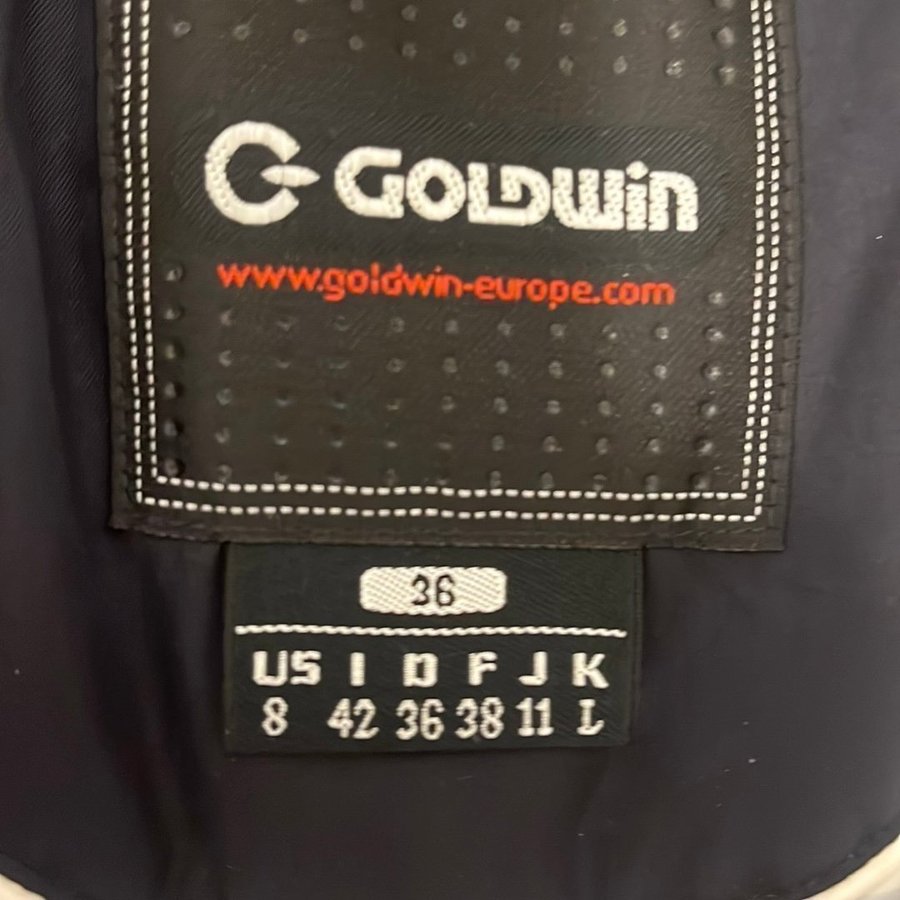 GOLDWIN
www.goldwin-europe.com
36
US I D F J K
8 42 36 38 11 L